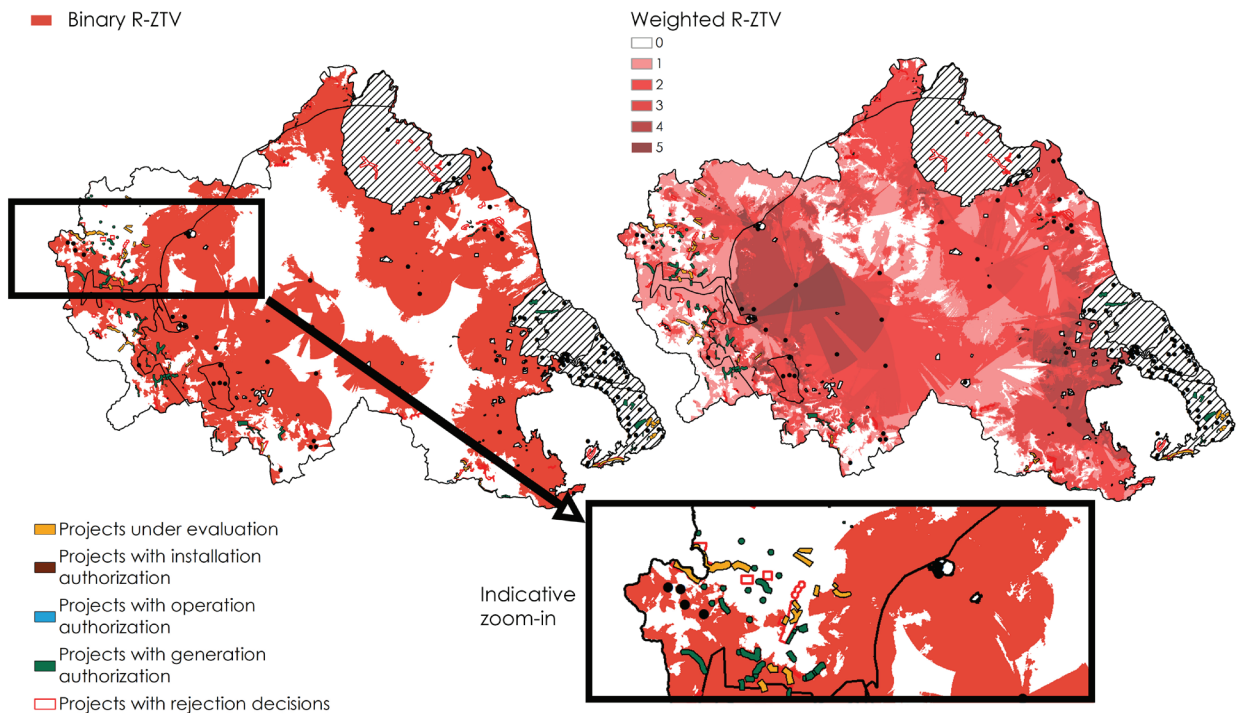 Binary R-ZTV
Weighted R-ZTV
0
1
2
3
4
5
Projects under evaluation
Projects with installation
authorization
Projects with operation
authorization
Projects with generation
authorization
Projects with rejection decisions
Indicative
zoom-in